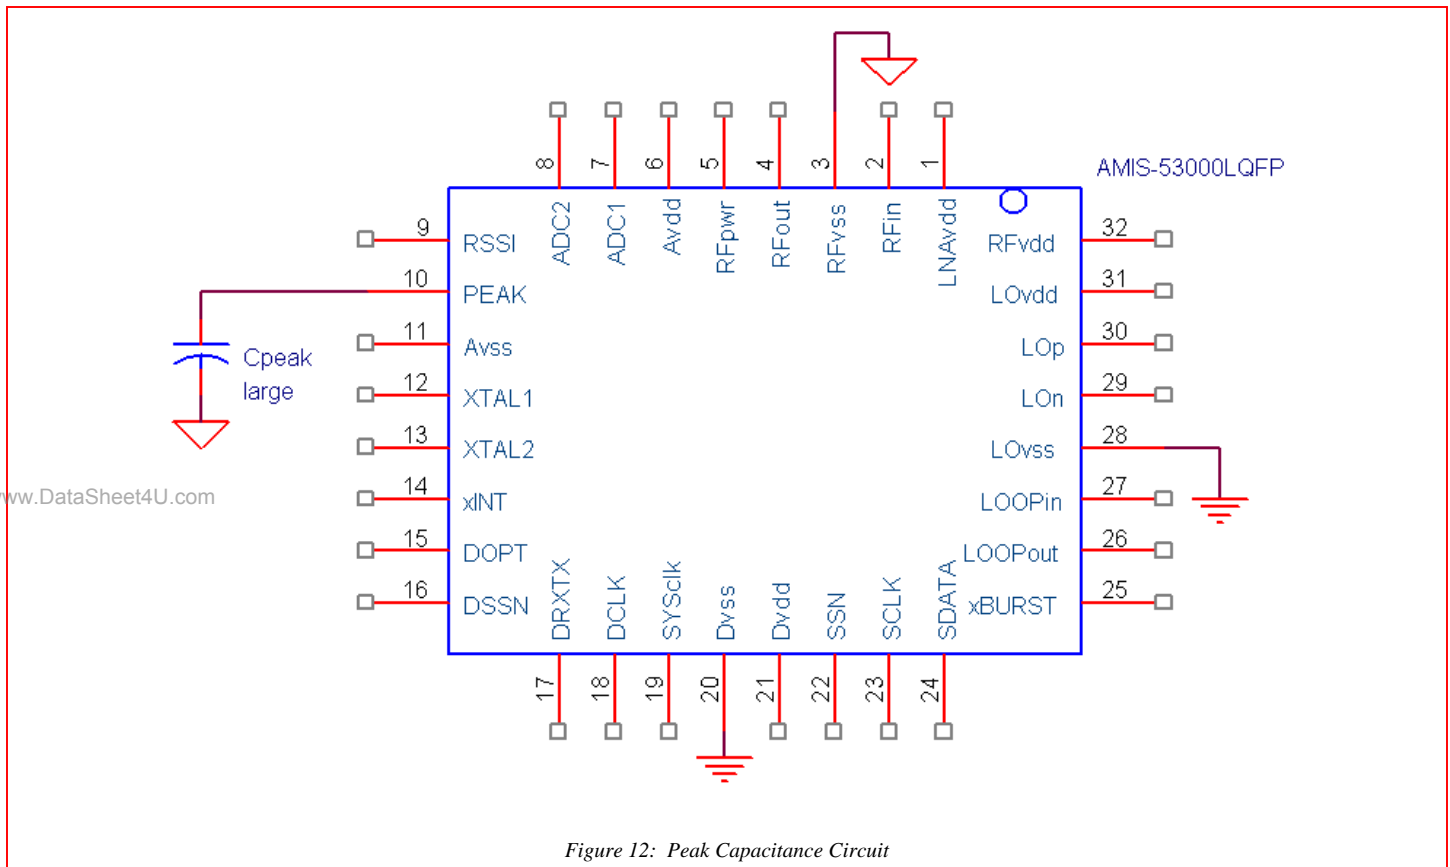 8
7
6
5
4
3
2
1
AMIS-53000LQFP
ADC2
ADC1
Avdd
RFpwr
RFout
RFvss
RFin
LNAvdd
9
RSSI
10
PEAK
11
Avss
12
XTAL1
13
XTAL2
14
xINT
15
DOPT
16
DSSN
Cpeak
large
RFvdd
32
LOvdd
31
LOp
30
LOn
29
LOvss
28
LOOPin
27
LOOPout
26
xBURST
25
DRXTX
DCLK
SYSclk
Dvss
Dvdd
SSN
SCLK
SDATA
17
18
19
20
21
22
23
24
ww.DataSheet4U.com
Figure 12: Peak Capacitance Circuit